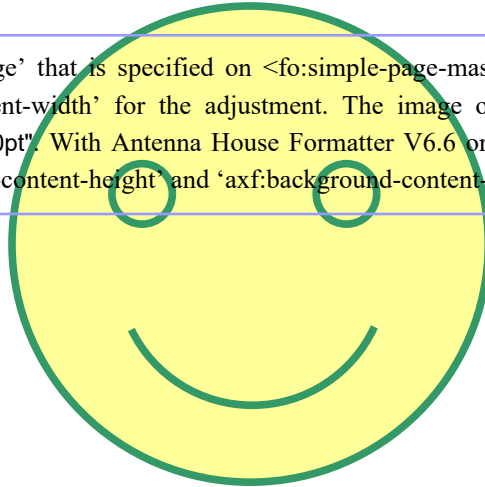 ge’ that is specified on <fo:simple-page-mas
ent-width’ for the adjustment. The image o
0pt". With Antenna House Formatter V6.6 or
-content-height’ and ‘axf:background-content-